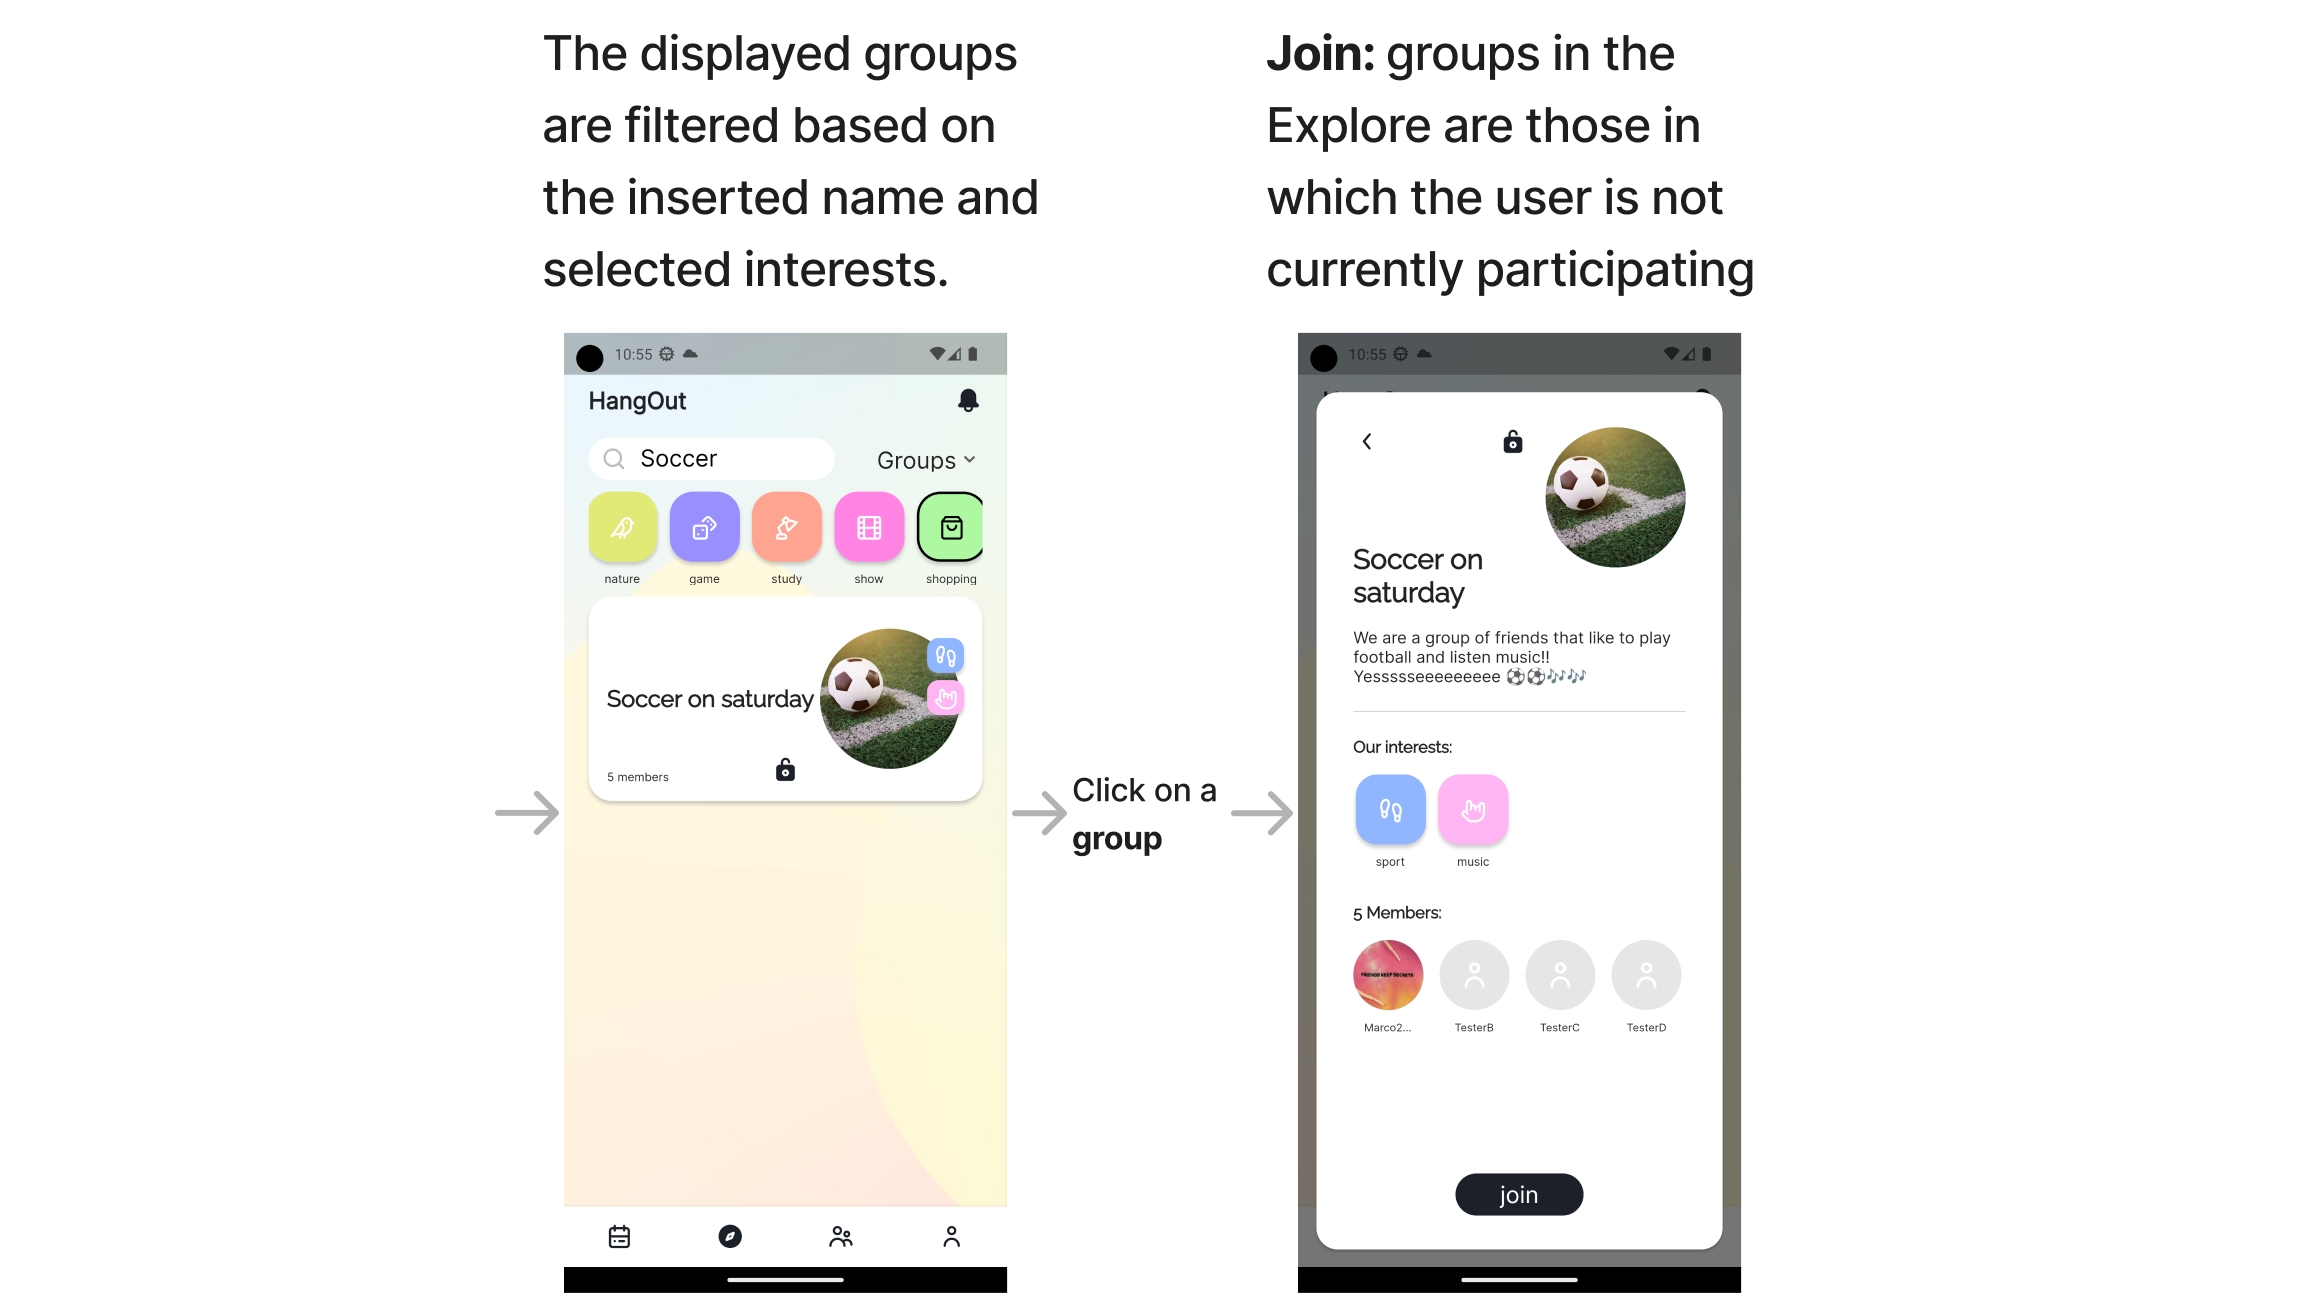 The displayed groups
are filtered based on
the inserted name and
selected interests.
Join: groups in the
Explore are those in
which the user is not
currently participating
10:55
HangOut
Soccer
Groups
nature game study show shopping
Soccer on saturday
5 members
Click on a
group
10:55
Soccer on
saturday
We are a group of friends that like to play
football and listen music!!
Yessssseeeeeeeee ⚽⚽🎶🎶
Our interests:
sport music
5 Members:
FRIENDS KEEP SECRETS
Marco2... TesterB TesterC TesterD
join